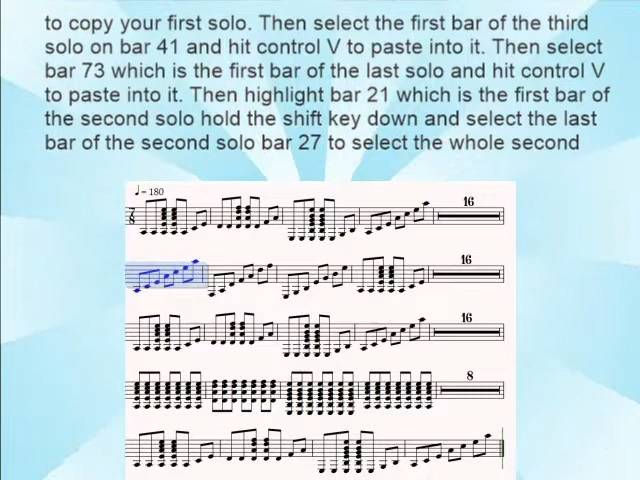 to copy your first solo. Then select the first bar of the third
solo on bar 41 and hit control V to paste into it. Then select
bar 73 which is the first bar of the last solo and hit control V
to paste into it. Then highlight bar 21 which is the first bar of
the second solo hold the shift key down and select the last
bar of the second solo bar 27 to select the whole second
♩ = 180
7
8
16
16
16
8